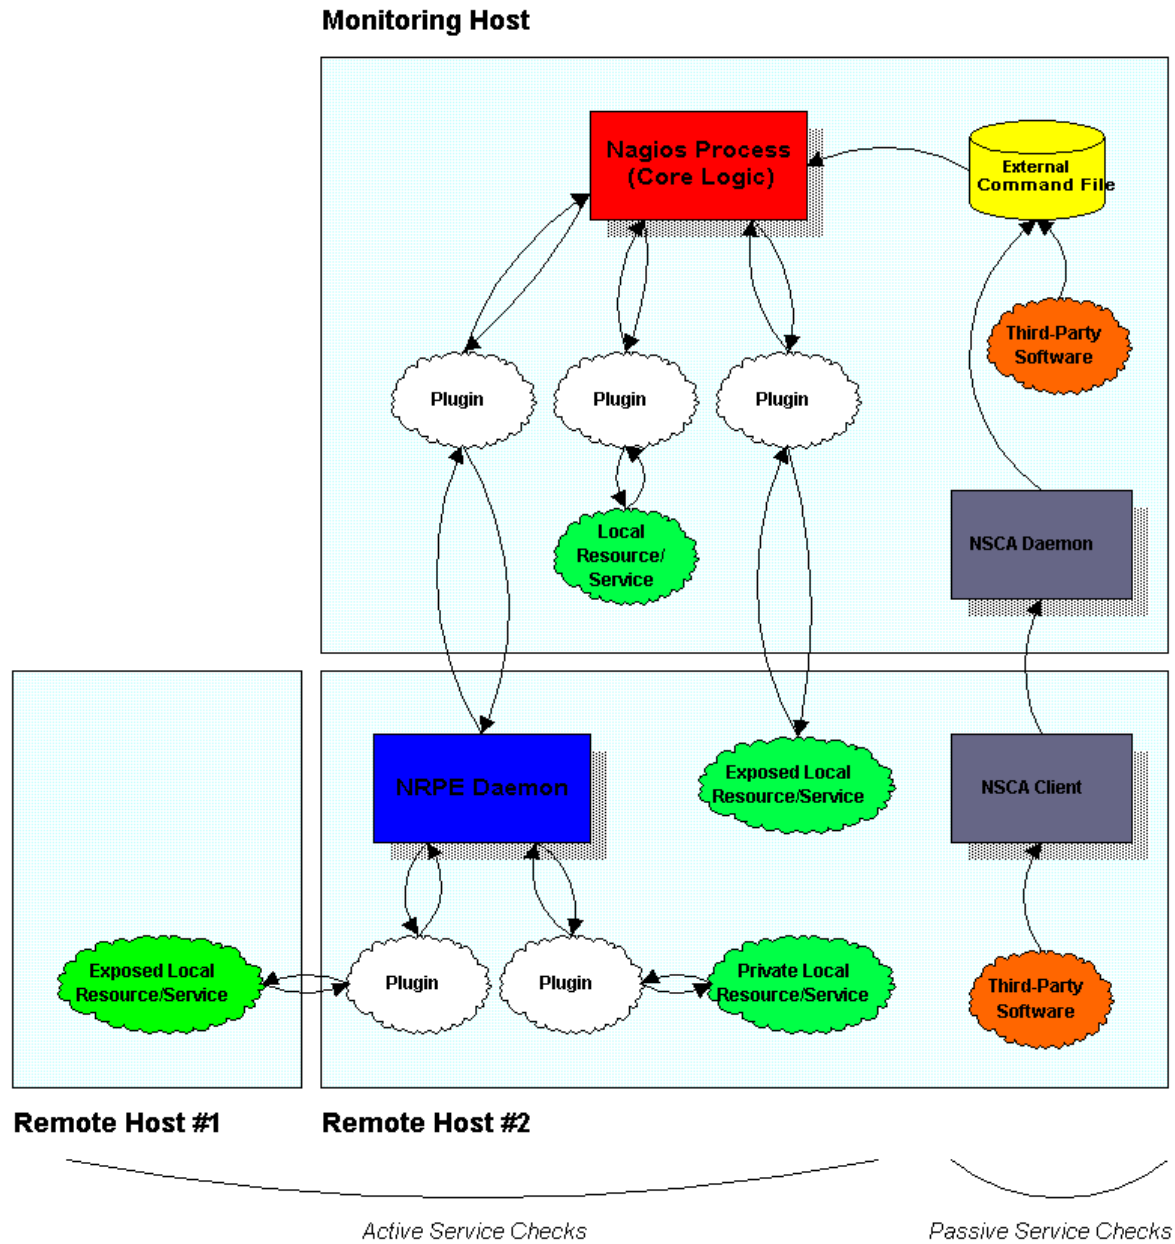 Monitoring Host
Nagios Process
(Core Logic)
External
Command File
Third-Party
Software
Plugin
Plugin
Plugin
Local
Resource/
Service
NSCA Daemon
NRPE Daemon
Exposed Local
Resource/Service
NSCA Client
Exposed Local
Resource/Service
Plugin
Plugin
Private Local
Resource/Service
Third-Party
Software
Remote Host #1
Remote Host #2
Active Service Checks
Passive Service Checks